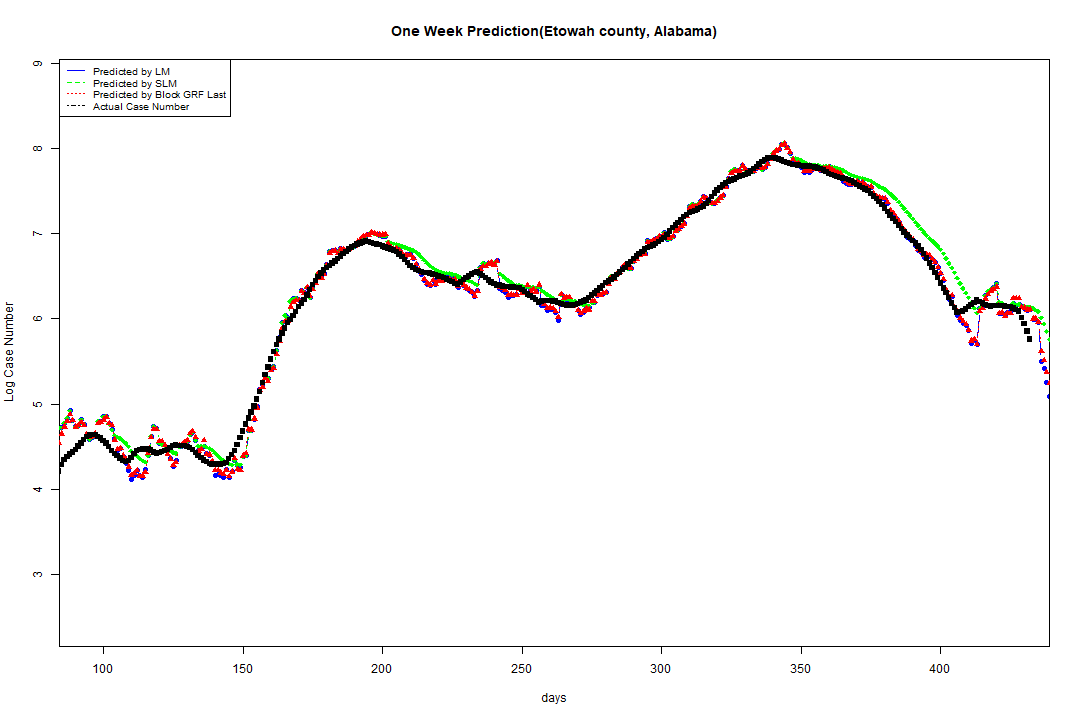 One Week Prediction(Etowah county, Alabama)
Predicted by LM
Predicted by SLM
Predicted by Block GRF Last
Actual Case Number
Log Case Number
9
8
7
6
5
4
3
100 150 200 250 300 350 400
days